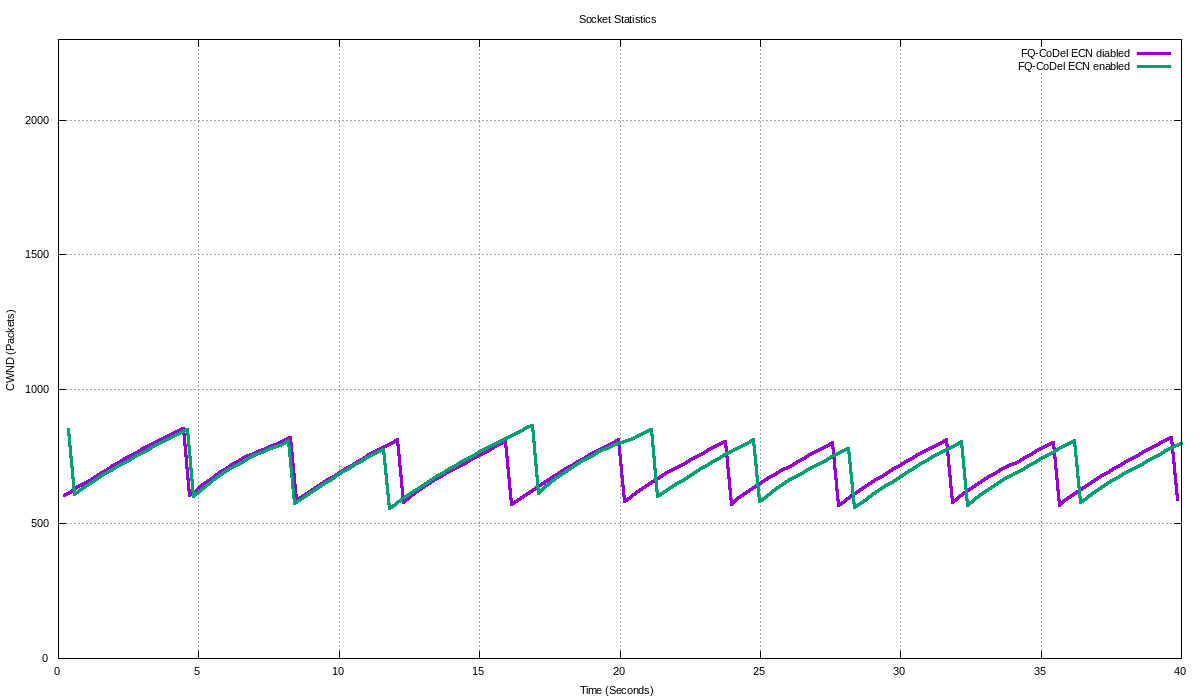 Socket Statistics
FQ-CoDel ECN diabled
FQ-CoDel ECN enabled
2000
1500
1000
500
0
CWND (Packets)
0 5 10 15 20 25 30 35 40
Time (Seconds)